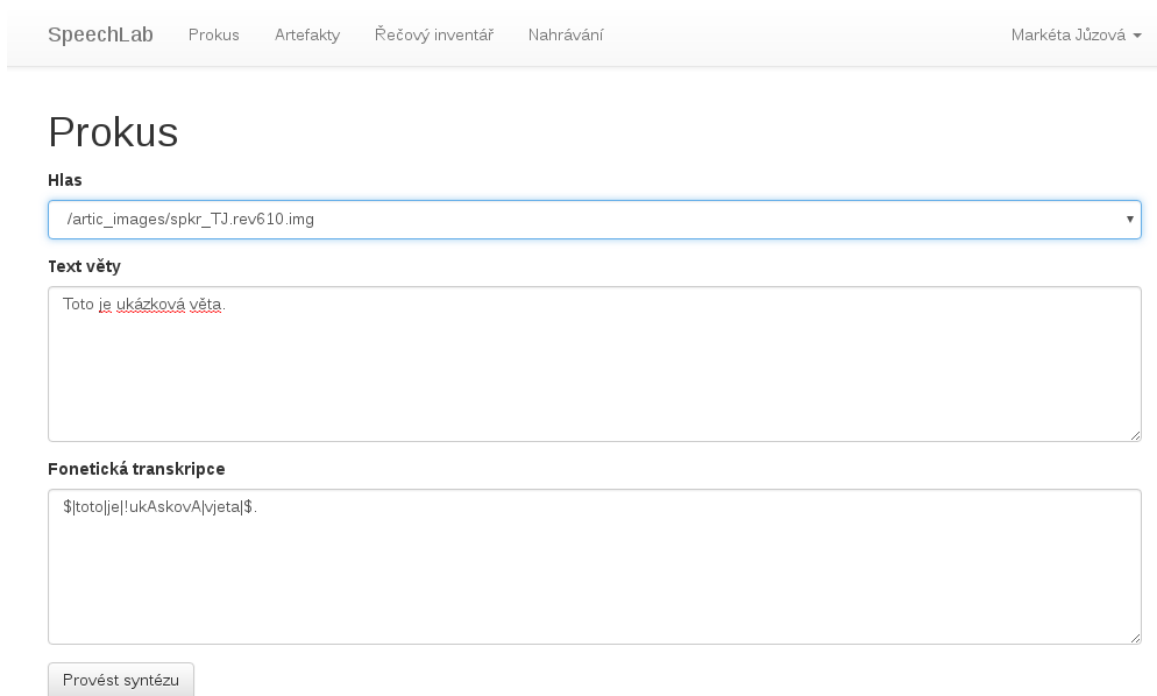 SpeechLab Prokus Artefakty Řečový inventář Nahrávání Markéta Jůzová
Prokus
Hlas
/artic_images/spkr_TJ.rev610.img
Text věty
Toto je ukázková věta.
Fonetická transkripce
$|toto|je|!ukAskovA|vjeta|$.
Provést syntézu